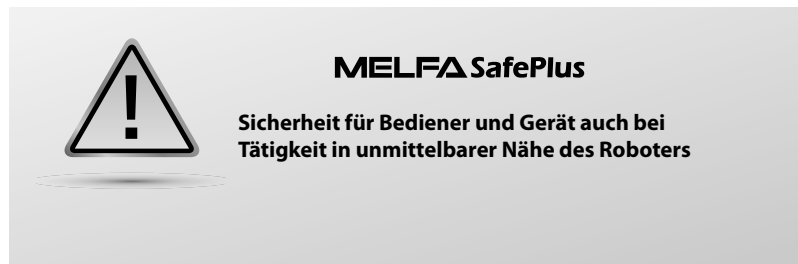 MELFA SafePlus
Sicherheit für Bediener und Gerät auch bei
Tätigkeit in unmittelbarer Nähe des Roboters